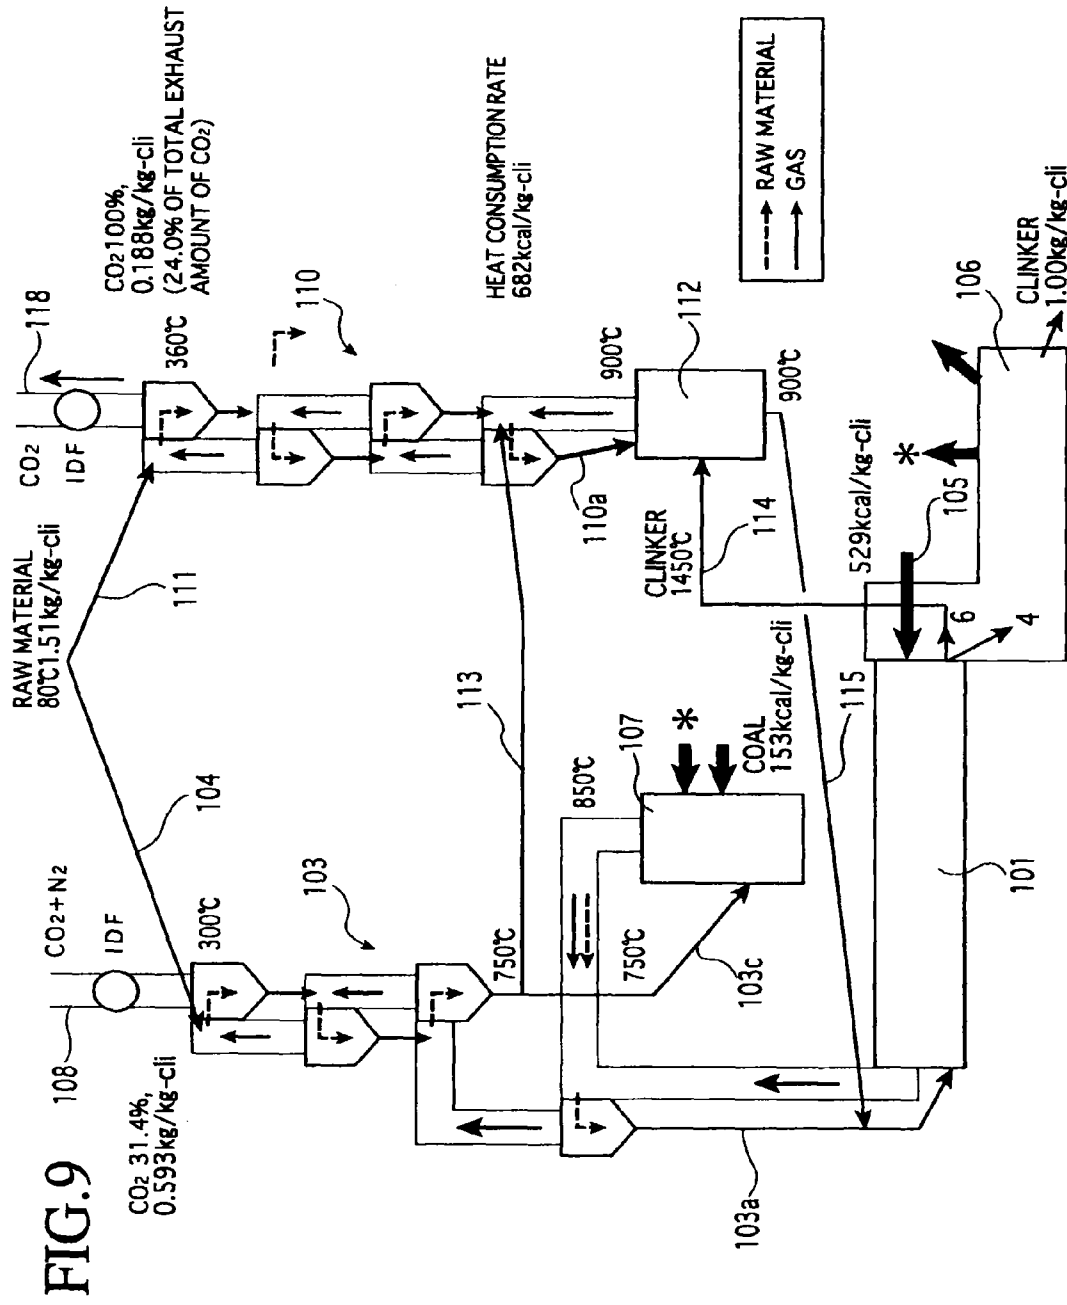 FIG.9
CO2 31.4%,
0.593kg/kg-cli
108
CO2+N2
IDF
300℃
103
104
RAW MATERIAL
80℃1.51kg/kg-cli
111
CO2
IDF
118
CO2 100%,
0.188kg/kg-cli
(24.0% OF TOTAL EXHAUST
AMOUNT OF CO2)
360℃
110
750℃
113
110a
HEAT CONSUMPTION RATE
682kcal/kg-cli
900℃
112
900℃
850℃
107
*
COAL
153kcal/kg-cli
750℃
103c
CLINKER
1450℃
114
115
RAW MATERIAL
GAS
529kcal/kg-cli
105
*
106
6
4
CLINKER
1.00kg/kg-cli
101
103a